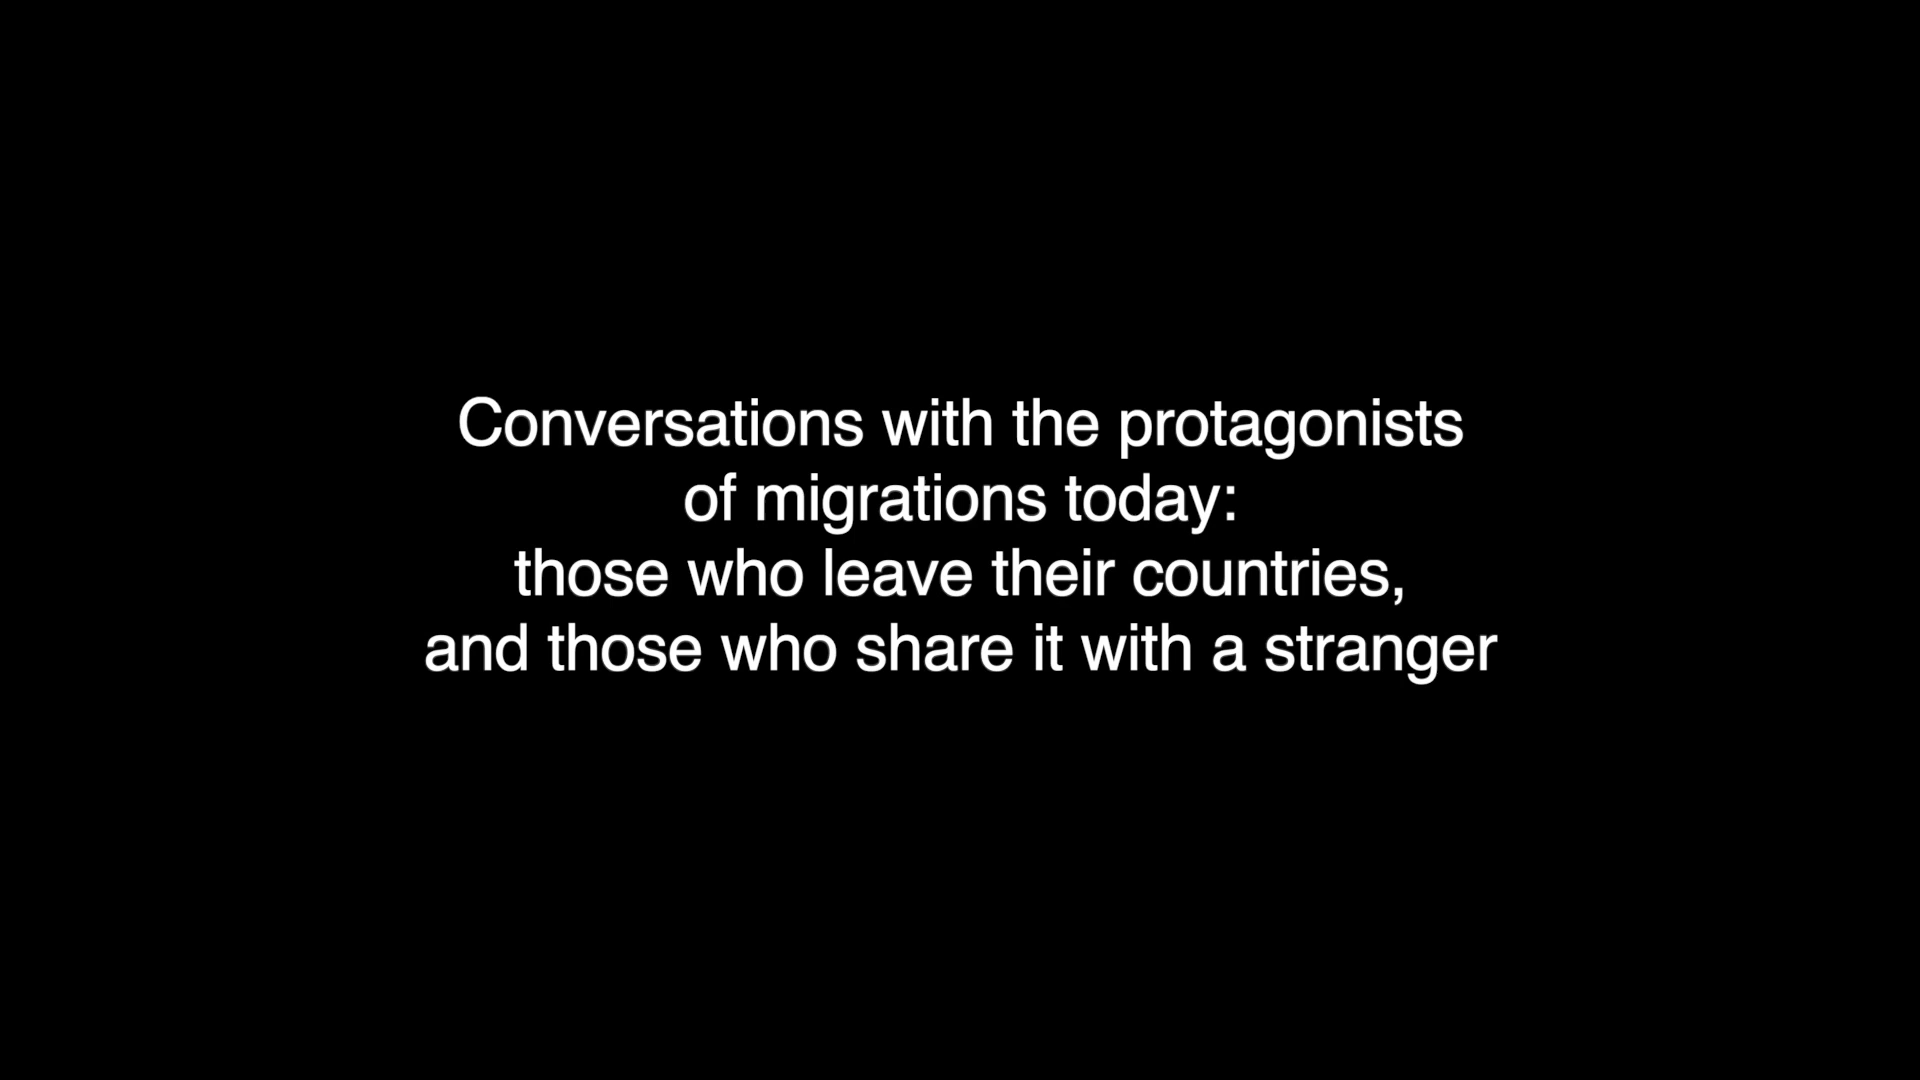 Conversations with the protagonists
of migrations today:
those who leave their countries,
and those who share it with a stranger